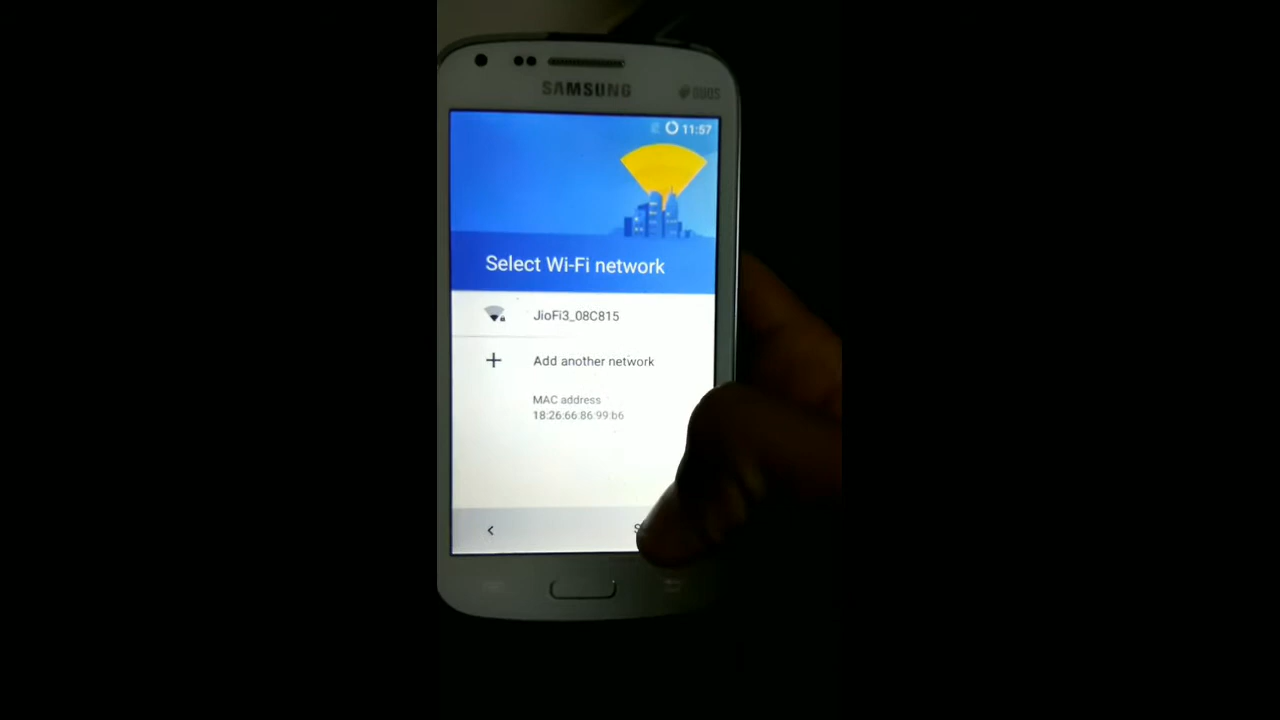 SAMSUNG
DUOS
11:57
Select Wi-Fi network
JioFi3_08C815
Add another network
MAC address
18:26:66:86:99:b6